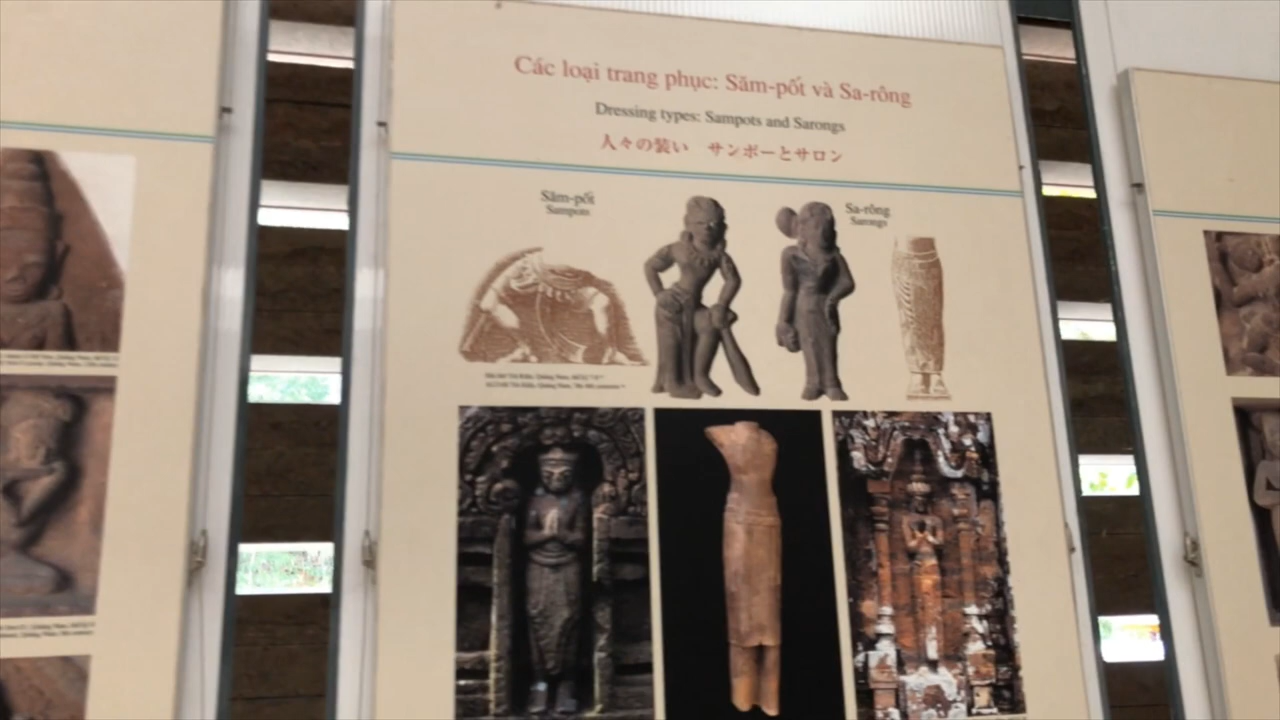 Các loại trang phục: Săm-pốt và Sa-rông
Dressing types: Sampots and Sarongs
人々の装い サンポーとサロン
Săm-pốt
Sampots
Sa-rông
Sarongs